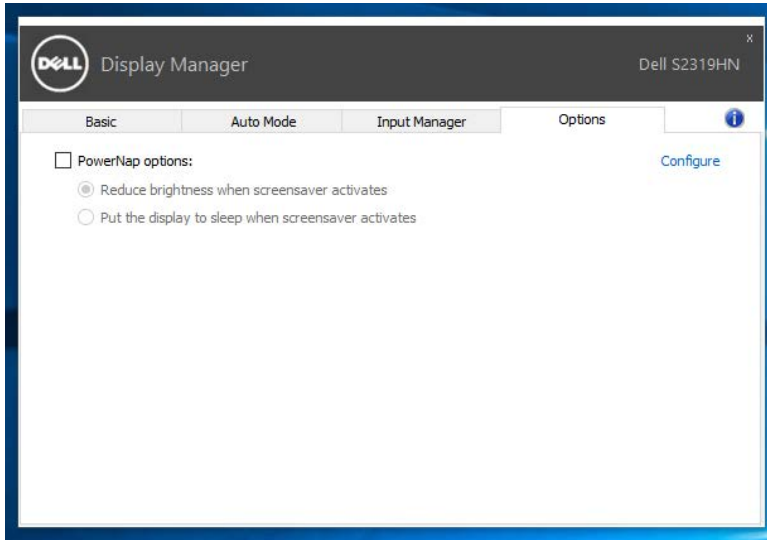 x
DELL Display Manager Dell S2319HN
Basic Auto Mode Input Manager Options i
PowerNap options: Configure
Reduce brightness when screensaver activates
Put the display to sleep when screensaver activates